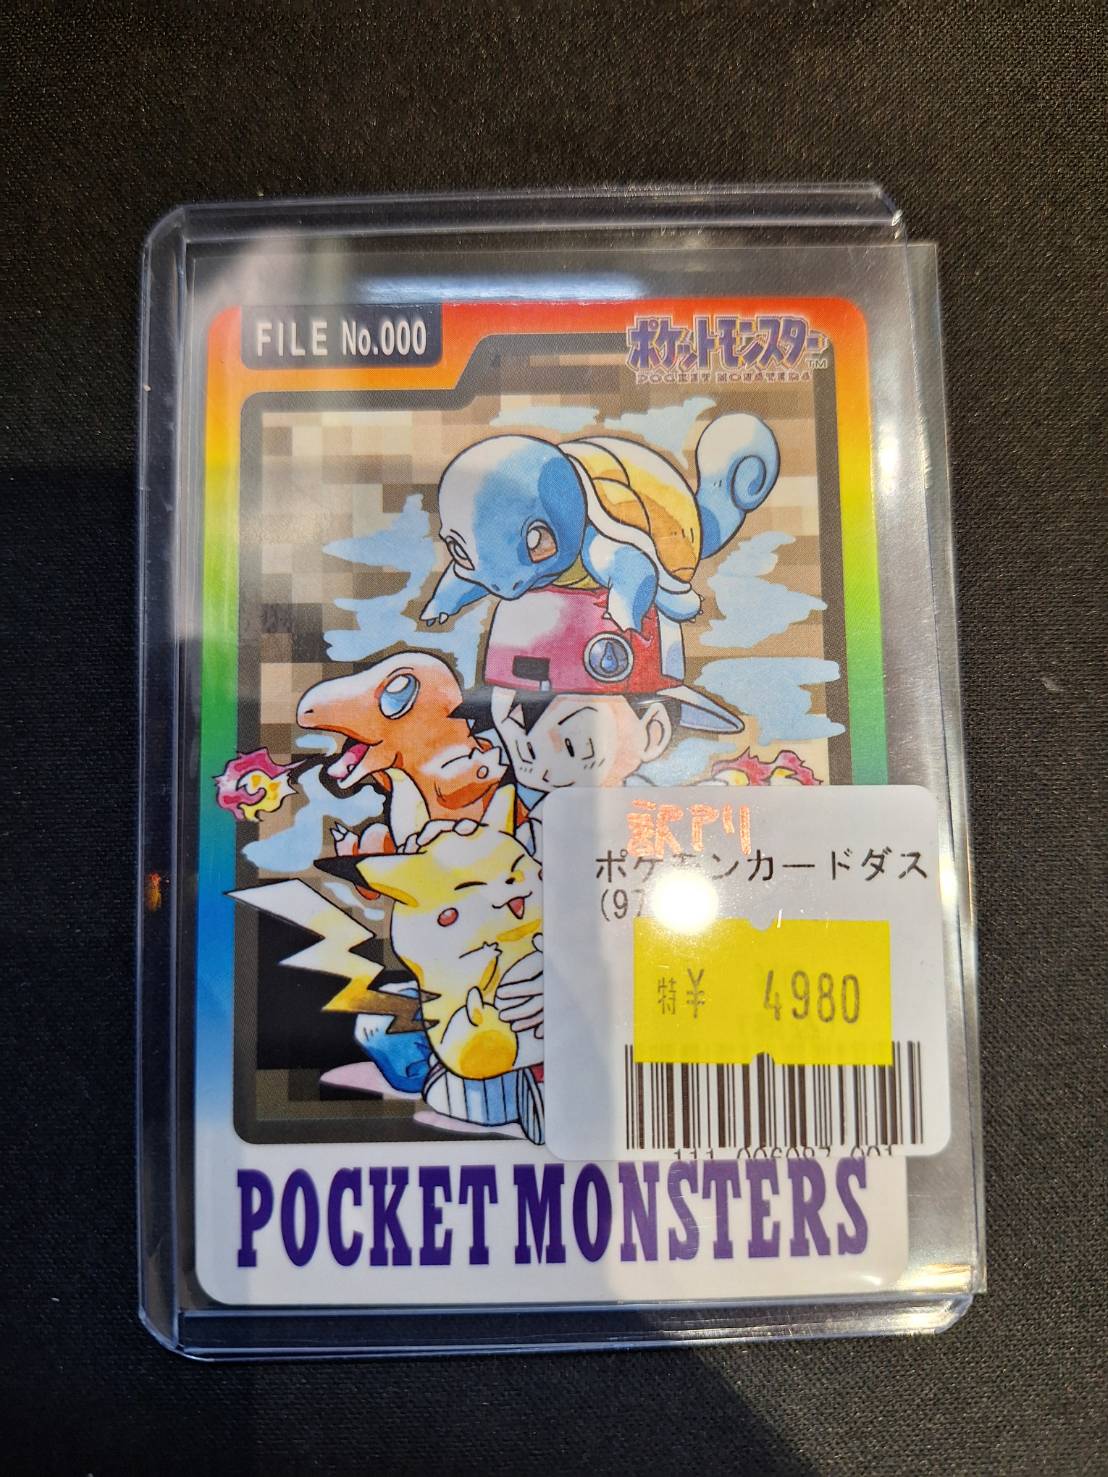 FILE No.000
ポケットモンスター
TM
POCKET MONSTERS
訳アリ
ポケモンカードダス
(97
特¥ 4980
POCKET MONSTERS